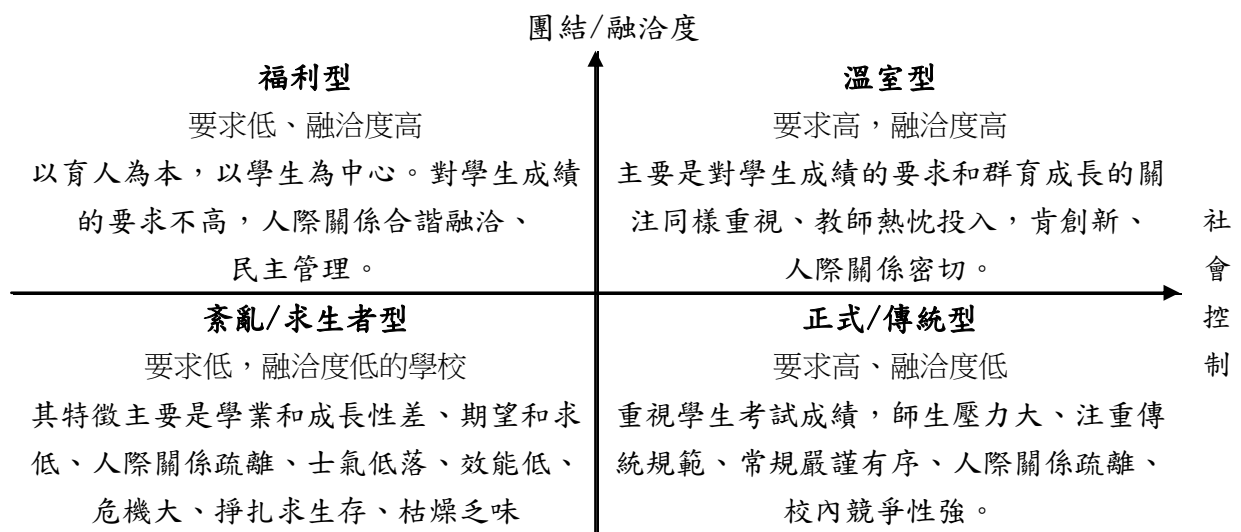 團結/融洽度
福利型
要求低、融洽度高
以育人為本,以學生為中心。對學生成績
的要求不高,人際關係合諧融洽、
民主管理。
溫室型
要求高,融洽度高
主要是對學生成績的要求和群育成長的關
注同樣重視、教師熱忱投入,肯創新、
人際關係密切。
社
會
控
制
紊亂/求生者型
要求低,融洽度低的學校
其特徵主要是學業和成長性差、期望和求
低、人際關係疏離、士氣低落、效能低、
危機大、掙扎求生存、枯燥乏味
正式/傳統型
要求高、融洽度低
重視學生考試成績,師生壓力大、注重傳
統規範、常規嚴謹有序、人際關係疏離、
校內競爭性強。